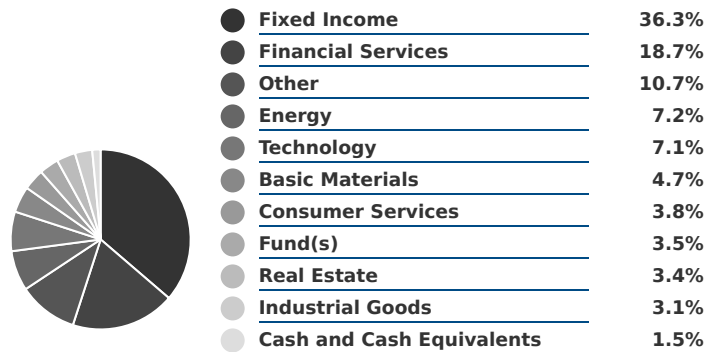 Fixed Income 36.3%
Financial Services 18.7%
Other 10.7%
Energy 7.2%
Technology 7.1%
Basic Materials 4.7%
Consumer Services 3.8%
Fund(s) 3.5%
Real Estate 3.4%
Industrial Goods 3.1%
Cash and Cash Equivalents 1.5%